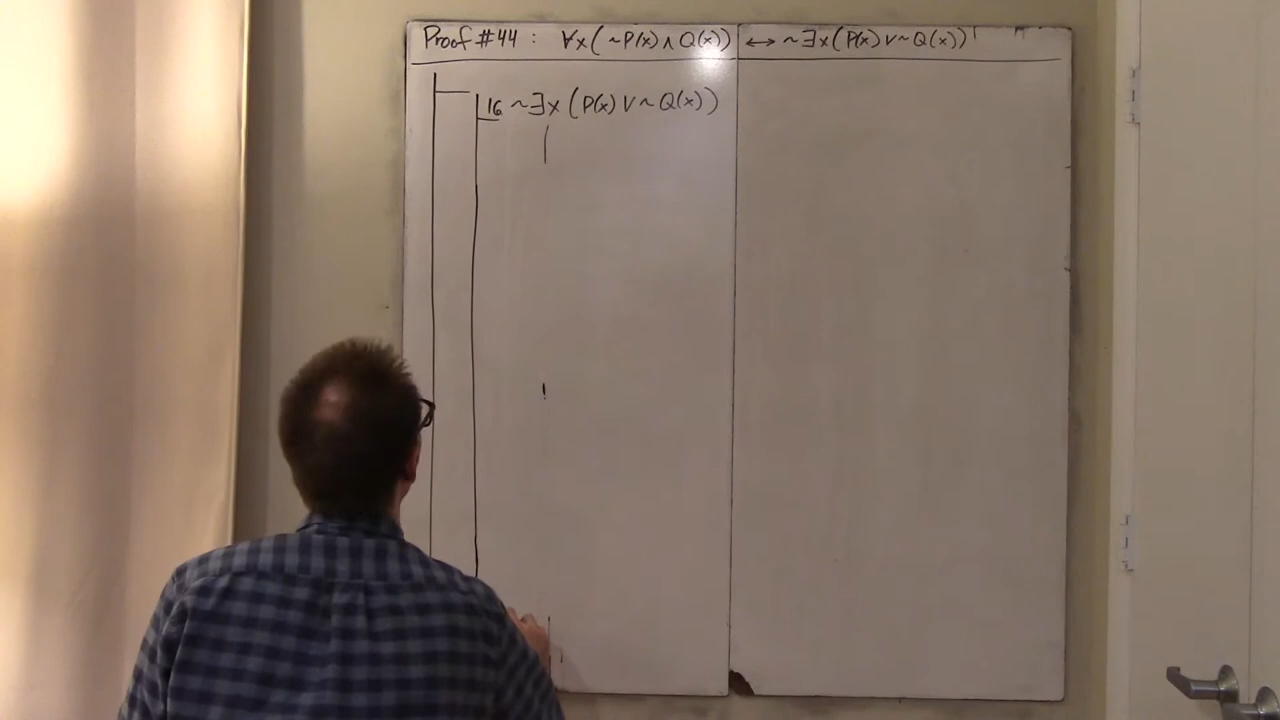 Proof #44 : ∀x(~P(x) ∧ Q(x)) ↔ ~∃x(P(x) ∨ ~Q(x))
16 ~∃x (P(x) ∨ ~Q(x))